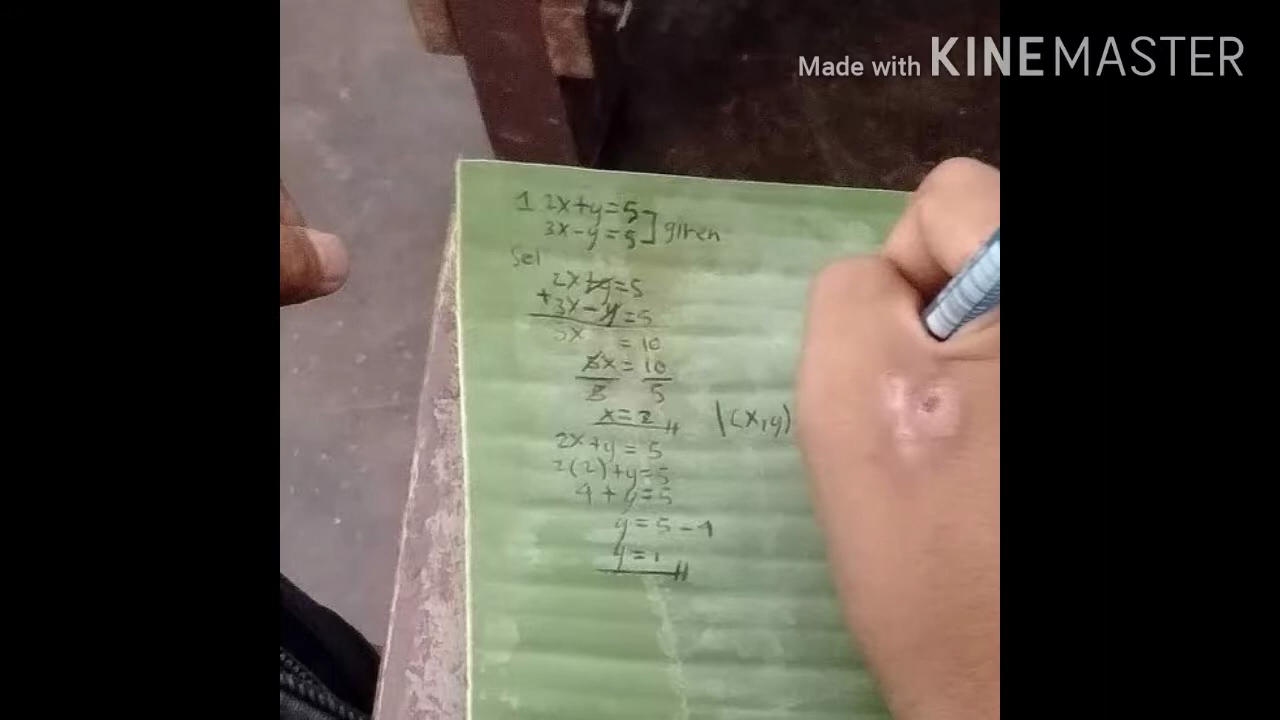 Made with KINEMASTER
1 2x+y=5
3x-y=5 ] given
Sol
2x+y=5
+3x-y=5
5x = 10
5x = 10
5 5
x=2
2x+y=5
2(2)+y=5
4+y=5
y=5-4
y=1
(x,y)